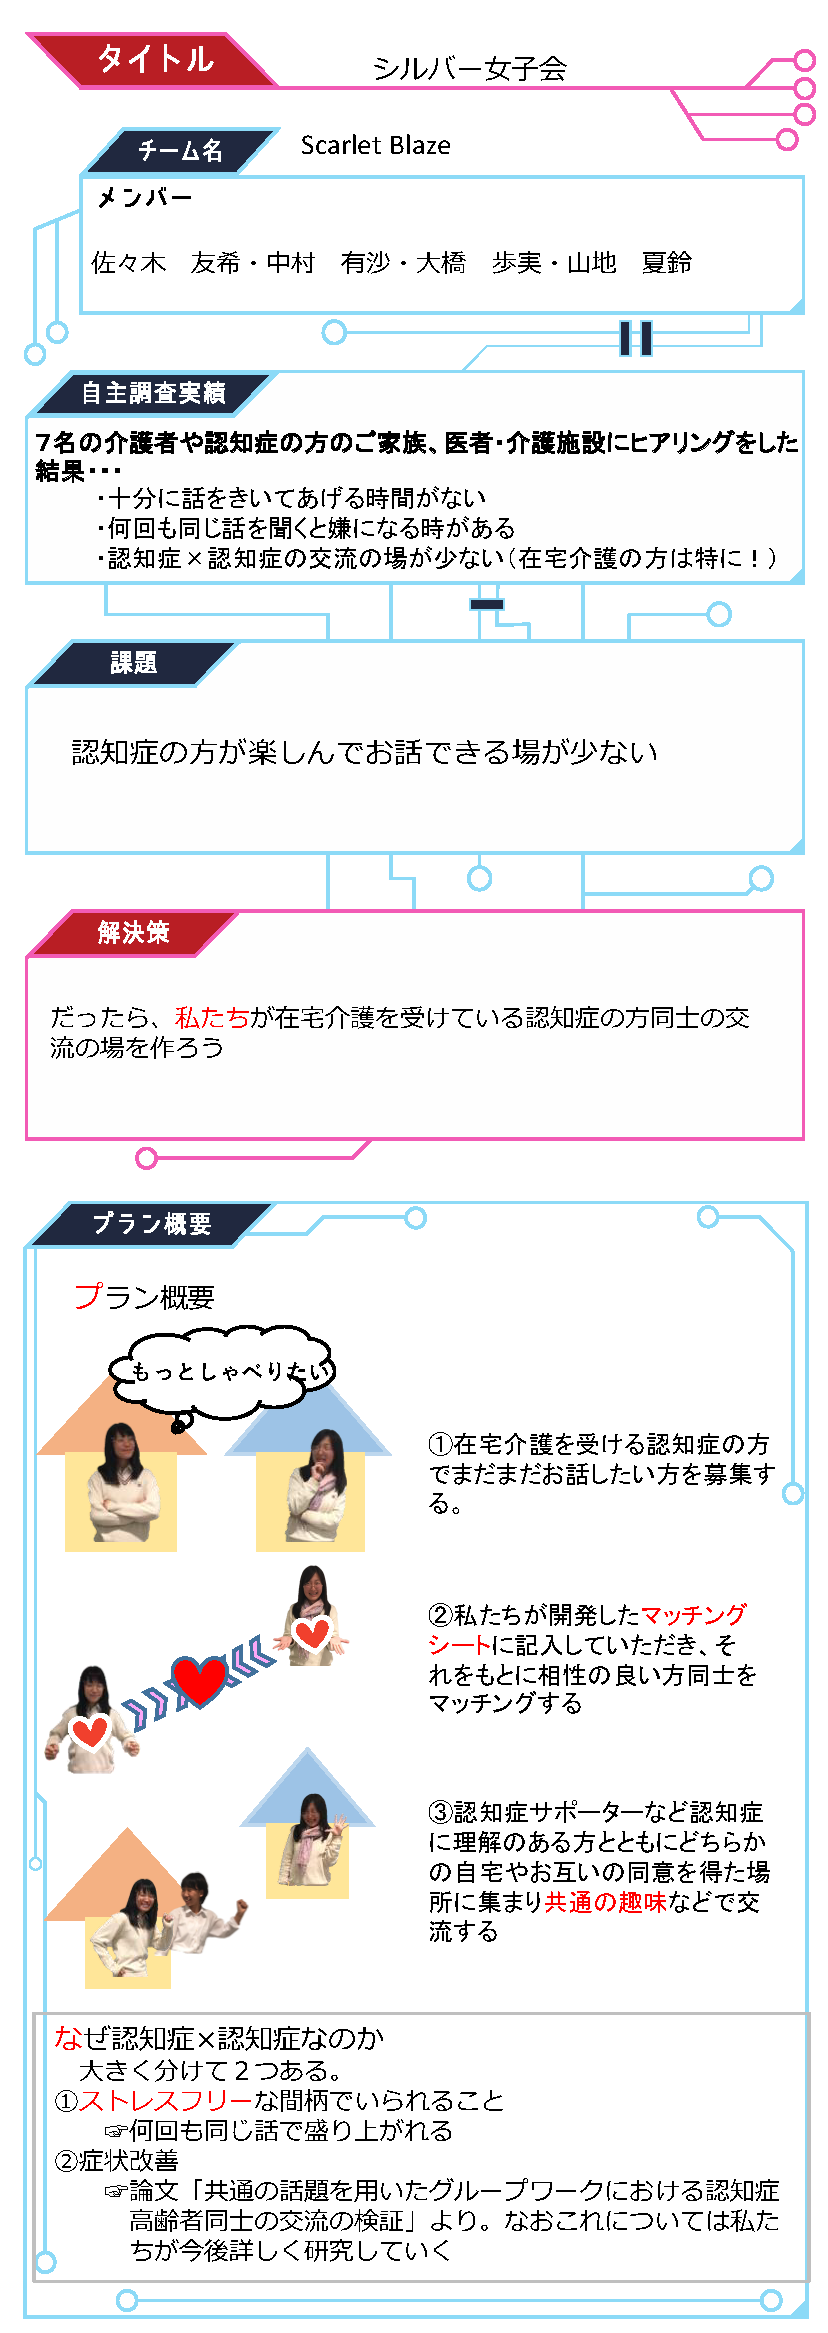 タイトル
シルバー女子会
チーム名
Scarlet Blaze
メンバー
佐々木　友希・中村　有沙・大橋　歩実・山地　夏鈴
自主調査実績
7名の介護者や認知症の方のご家族、医者・介護施設にヒアリングをした
結果・・・
・十分に話をきいてあげる時間がない
・何回も同じ話を聞くと嫌になる時がある
・認知症×認知症の交流の場が少ない（在宅介護の方は特に！）
課題
認知症の方が楽しんでお話できる場が少ない
解決策
だったら、私たちが在宅介護を受けている認知症の方同士の交
流の場を作ろう
プラン概要
プラン概要
もっとしゃべりたい
①在宅介護を受ける認知症の方
でまだまだお話したい方を募集す
る。
②私たちが開発したマッチング
シートに記入していただき、そ
れをもとに相性の良い方同士を
マッチングする
③認知症サポーターなど認知症
に理解のある方とともにどちらか
の自宅やお互いの同意を得た場
所に集まり共通の趣味などで交
流する
なぜ認知症×認知症なのか
大きく分けて２つある。
①ストレスフリーな間柄でいられること
☞何回も同じ話で盛り上がれる
②症状改善
☞論文「共通の話題を用いたグループワークにおける認知症
高齢者同士の交流の検証」より。なおこれについては私た
ちが今後詳しく研究していく